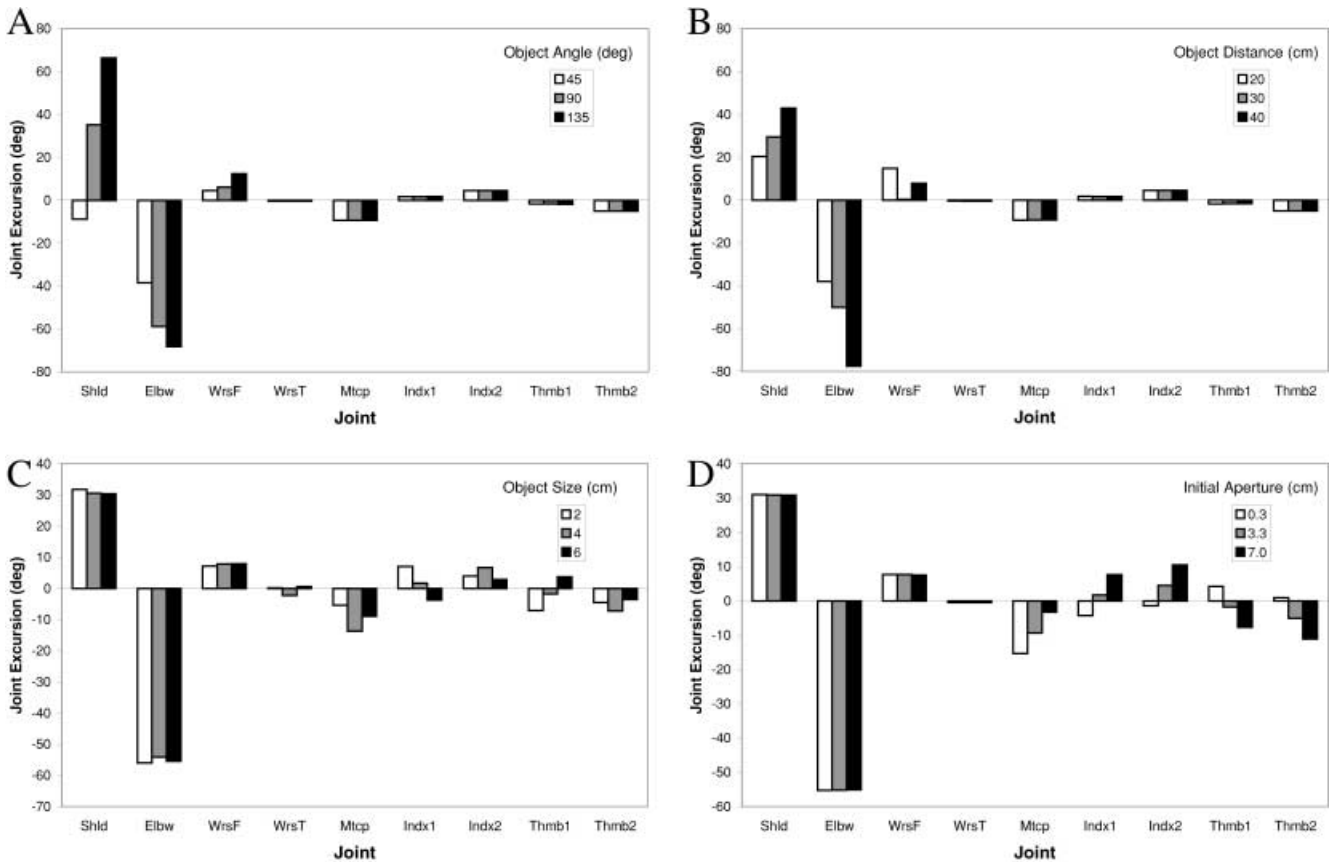 A
Object Angle (deg)
45
90
135
Joint Excursion (deg)
80
60
40
20
0
-20
-40
-60
-80
Shld Elbw WrsF WrsT Mtcp Indx1 Indx2 Thmb1 Thmb2
Joint
B
Object Distance (cm)
20
30
40
Joint Excursion (deg)
80
60
40
20
0
-20
-40
-60
-80
Shld Elbw WrsF WrsT Mtcp Indx1 Indx2 Thmb1 Thmb2
Joint
C
Object Size (cm)
2
4
6
Joint Excursion (deg)
40
30
20
10
0
-10
-20
-30
-40
-50
-60
-70
Shld Elbw WrsF WrsT Mtcp Indx1 Indx2 Thmb1 Thmb2
Joint
D
Initial Aperture (cm)
0.3
3.3
7.0
Joint Excursion (deg)
40
30
20
10
0
-10
-20
-30
-40
-50
-60
Shld Elbw WrsF WrsT Mtcp Indx1 Indx2 Thmb1 Thmb2
Joint